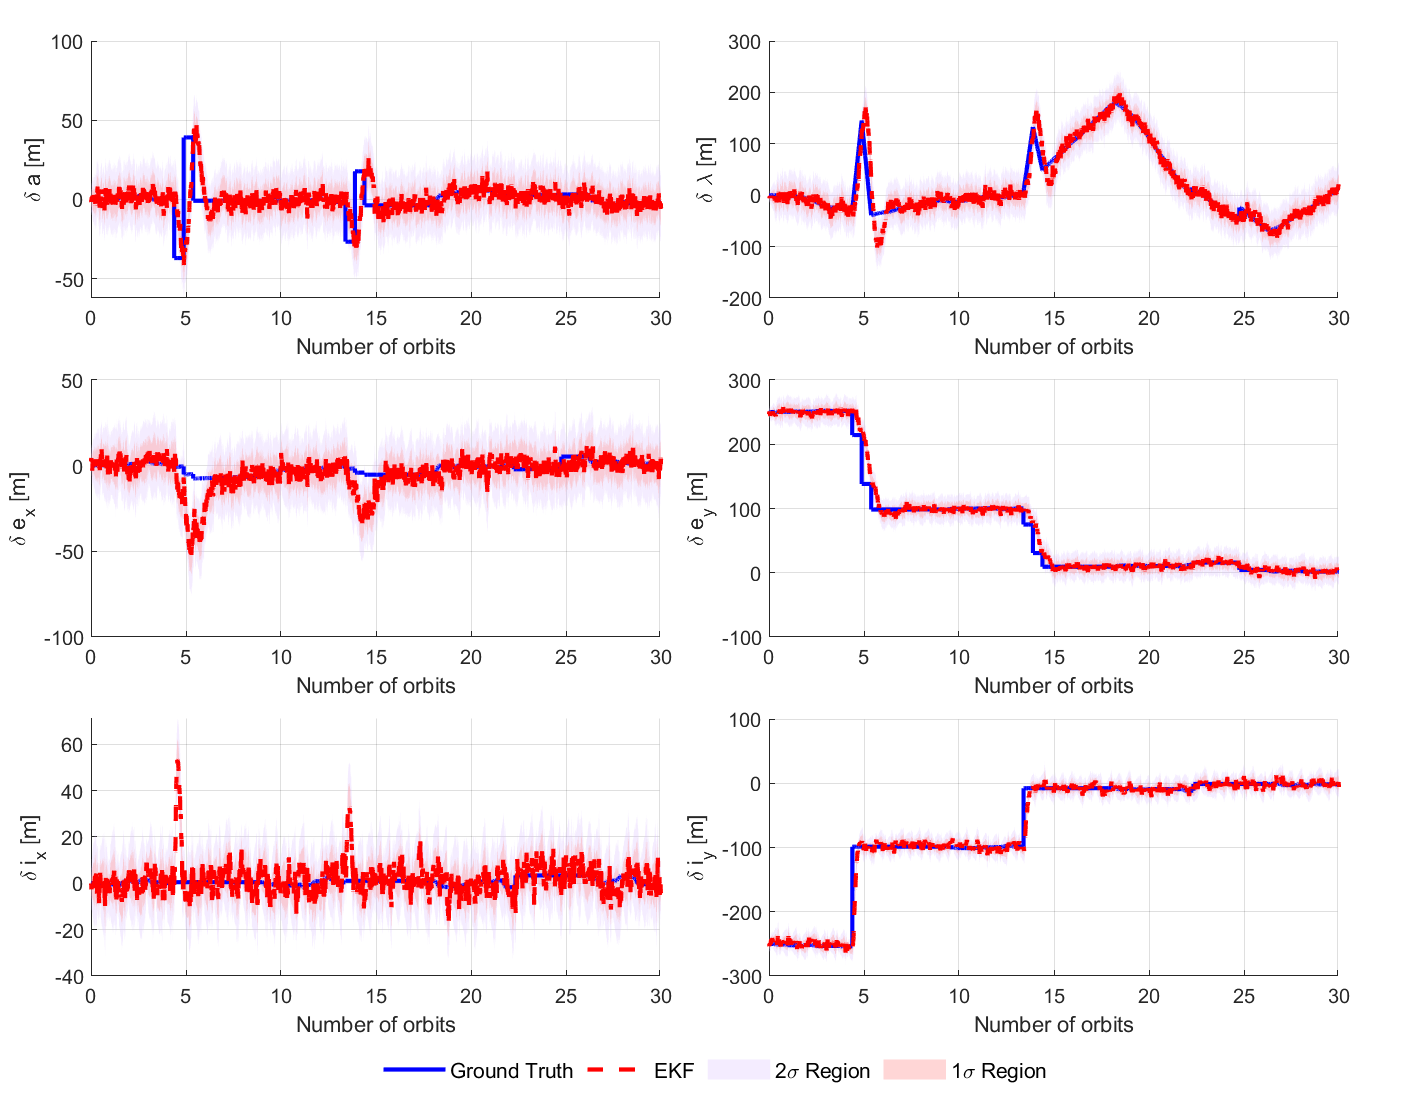 100
50
0
-50
δ a [m]
0 5 10 15 20 25 30
Number of orbits
300
200
100
0
-100
-200
δ λ [m]
0 5 10 15 20 25 30
Number of orbits
50
0
-50
-100
δ e_x [m]
0 5 10 15 20 25 30
Number of orbits
300
200
100
0
-100
δ e_y [m]
0 5 10 15 20 25 30
Number of orbits
60
40
20
0
-20
-40
δ i_x [m]
0 5 10 15 20 25 30
Number of orbits
100
0
-100
-200
-300
δ i_y [m]
0 5 10 15 20 25 30
Number of orbits
Ground Truth EKF 2σ Region 1σ Region